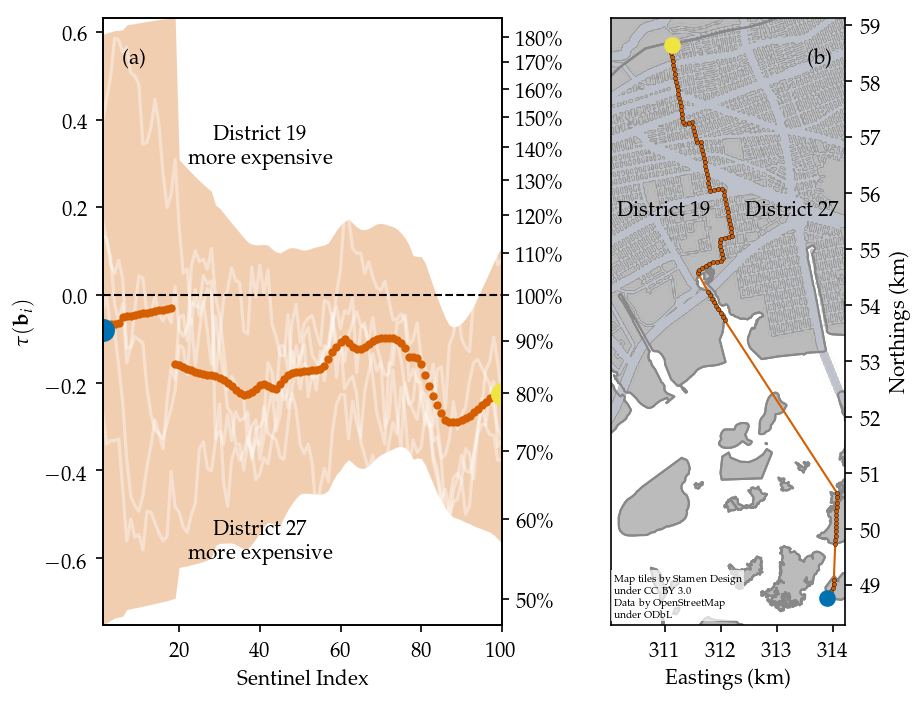 (a)
District 19
more expensive
District 27
more expensive
0.6
0.4
0.2
0.0
−0.2
−0.4
−0.6
τ(b_i)
20
40
60
80
100
Sentinel Index
180%
170%
160%
150%
140%
130%
120%
110%
100%
90%
80%
70%
60%
50%
(b)
District 19 District 27
Map tiles by Stamen Design
under CC BY 3.0
Data by OpenStreetMap
under ODbL
311
312
313
314
Eastings (km)
59
58
57
56
55
54
53
52
51
50
49
Northings (km)